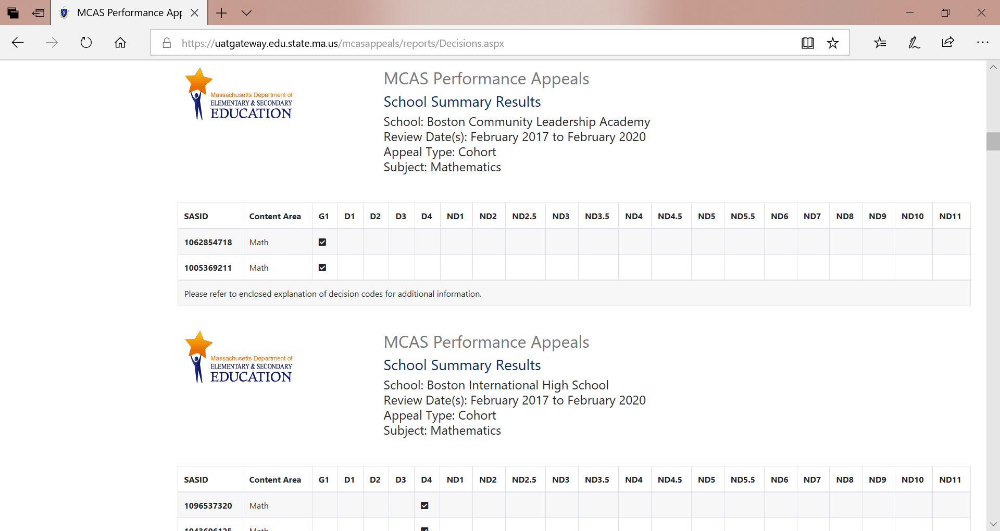 MCAS Performance App
https://uatgateway.edu.state.ma.us/mcasappeals/reports/Decisions.aspx
Massachusetts Department of
ELEMENTARY & SECONDARY
EDUCATION
MCAS Performance Appeals
School Summary Results
School: Boston Community Leadership Academy
Review Date(s): February 2017 to February 2020
Appeal Type: Cohort
Subject: Mathematics
SASID Content Area G1 D1 D2 D3 D4 ND1 ND2 ND2.5 ND3 ND3.5 ND4 ND4.5 ND5 ND5.5 ND6 ND7 ND8 ND9 ND10 ND11
1062854718 Math
1005369211 Math
Please refer to enclosed explanation of decision codes for additional information.
Massachusetts Department of
ELEMENTARY & SECONDARY
EDUCATION
MCAS Performance Appeals
School Summary Results
School: Boston International High School
Review Date(s): February 2017 to February 2020
Appeal Type: Cohort
Subject: Mathematics
SASID Content Area G1 D1 D2 D3 D4 ND1 ND2 ND2.5 ND3 ND3.5 ND4 ND4.5 ND5 ND5.5 ND6 ND7 ND8 ND9 ND10 ND11
1096537320 Math
Math